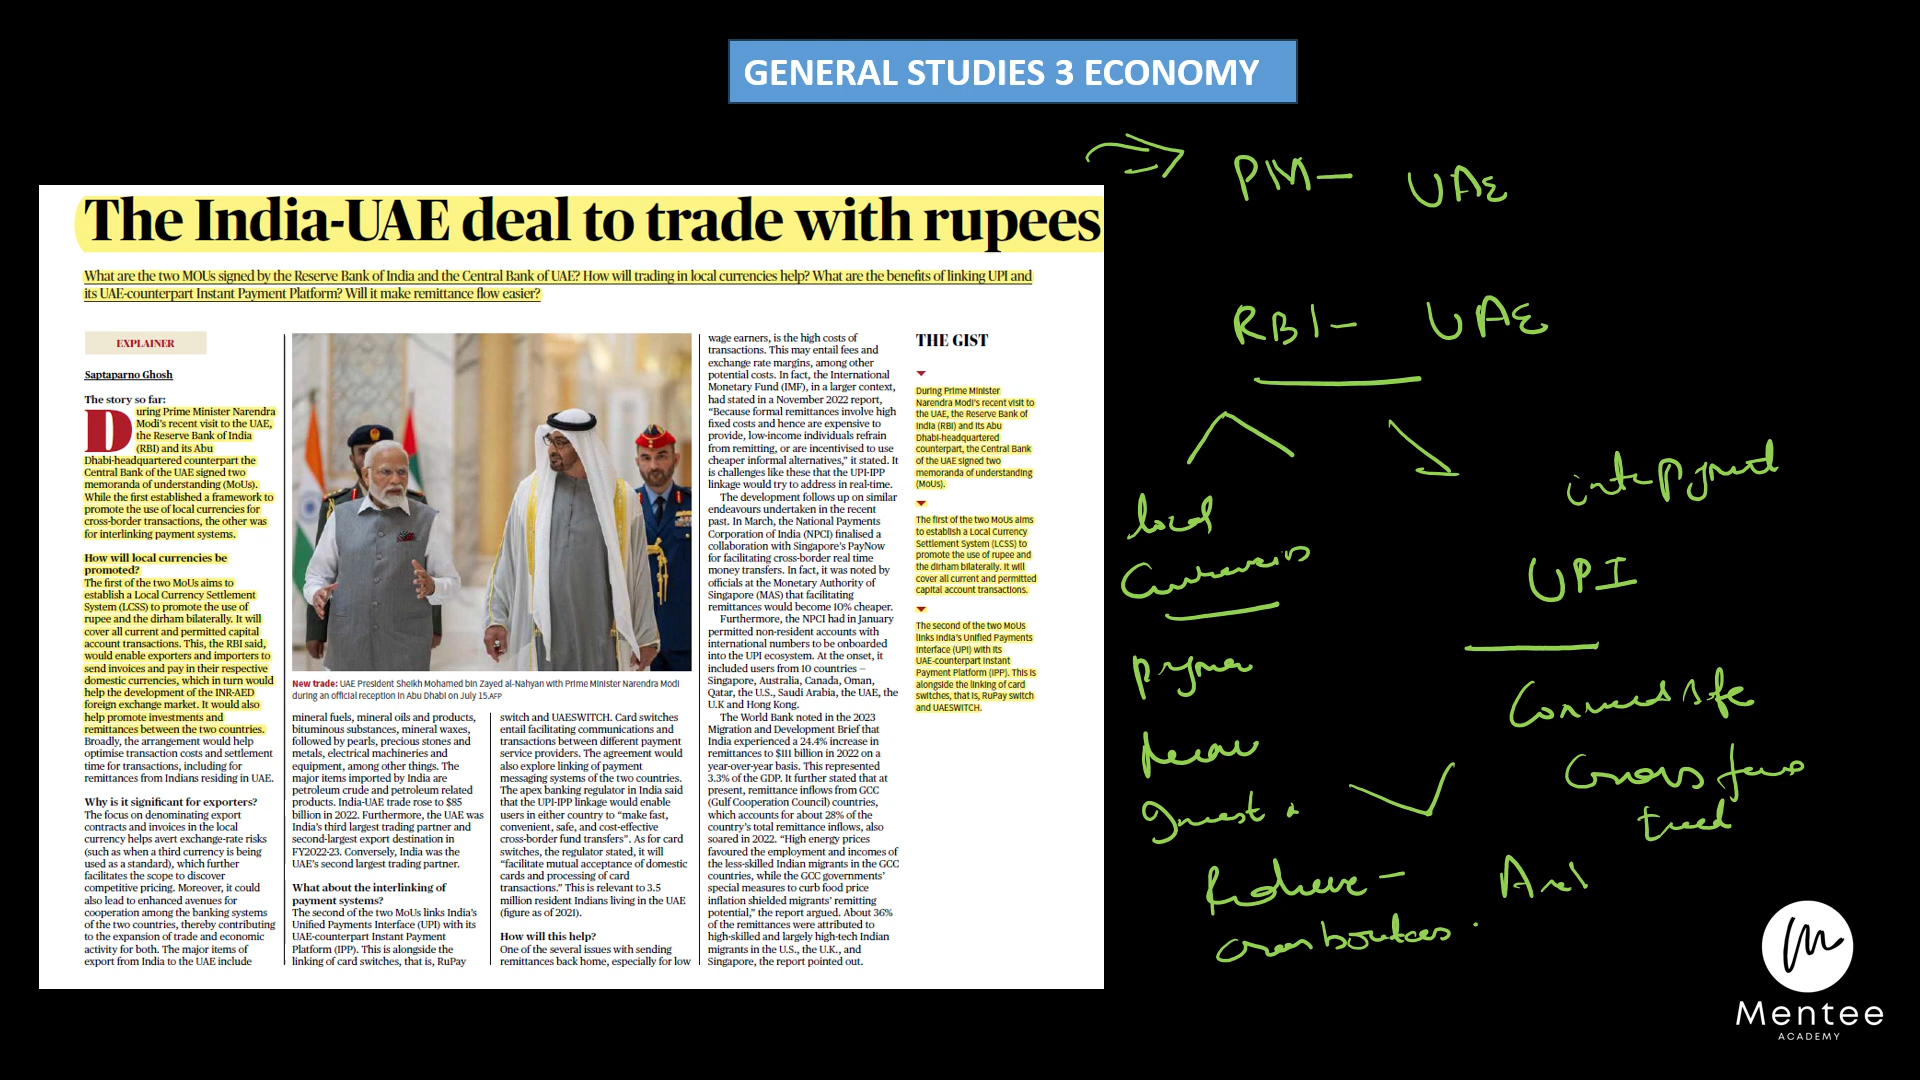 GENERAL STUDIES 3 ECONOMY
The India-UAE deal to trade with rupees
What are the two MOUs signed by the Reserve Bank of India and the Central Bank of UAE? How will trading in local currencies help? What are the benefits of linking UPI and
its UAE-counterpart Instant Payment Platform? Will it make remittance flow easier?
EXPLAINER
Saptaparno Ghosh
The story so far:
During Prime Minister Narendra
Modi's recent visit to the UAE,
the Reserve Bank of India
(RBI) and its Abu
Dhabi-headquartered counterpart the
Central Bank of the UAE signed two
memoranda of understanding (MoUs).
While the first established a framework to
promote the use of local currencies for
cross-border transactions, the other was
for interlinking payment systems.
How will local currencies be
promoted?
The first of the two MoUs aims to
establish a Local Currency Settlement
System (LCSS) to promote the use of
rupee and the dirham bilaterally. It will
cover all current and permitted capital
account transactions. This, the RBI said,
would enable exporters and importers to
send invoices and pay in their respective
domestic currencies, which in turn would
help the development of the INR-AED
foreign exchange market. It would also
help promote investments and
remittances between the two countries.
Broadly, the arrangement would help
optimise transaction costs and settlement
time for transactions, including for
remittances from Indians residing in UAE.
Why is it significant for exporters?
The focus on denominating export
contracts and invoices in the local
currency helps avert exchange-rate risks
(such as when a third currency is being
used as a standard), which further
facilitates the scope to discover
competitive pricing. Moreover, it could
also lead to enhanced avenues for
cooperation among the banking systems
of the two countries, thereby contributing
to the expansion of trade and economic
activity for both. The major items of
export from India to the UAE include
New trade: UAE President Sheikh Mohamed bin Zayed al-Nahyan with Prime Minister Narendra Modi
during an official reception in Abu Dhabi on July 15. AFP
mineral fuels, mineral oils and products,
bituminous substances, mineral waxes,
followed by pearls, precious stones and
metals, electrical machineries and
equipment, among other things. The
major items imported by India are
petroleum crude and petroleum related
products. India-UAE trade rose to $85
billion in 2022. Furthermore, the UAE was
India's third largest trading partner and
second-largest export destination in
FY2022-23. Conversely, India was the
UAE's second largest trading partner.
What about the interlinking of
payment systems?
The second of the two MoUs links India's
Unified Payments Interface (UPI) with its
UAE-counterpart Instant Payment
Platform (IPP). This is alongside the
linking of card switches, that is, RuPay
switch and UAESWITCH. Card switches
entail facilitating communications and
transactions between different payment
service providers. The agreement would
also explore linking of payment
messaging systems of the two countries.
The apex banking regulator in India said
that the UPI-IPP linkage would enable
users in either country to "make fast,
convenient, safe, and cost-effective
cross-border fund transfers". As for card
switches, the regulator stated, it will
"facilitate mutual acceptance of domestic
cards and processing of card
transactions." This is relevant to 3.5
million resident Indians living in the UAE
(figure as of 2021).
How will this help?
One of the several issues with sending
remittances back home, especially for low
wage earners, is the high costs of
transactions. This may entail fees and
exchange rate margins, among other
potential costs. In fact, the International
Monetary Fund (IMF), in a larger context,
had stated in a November 2022 report,
"Because formal remittances involve high
fixed costs and hence are expensive to
provide, low-income individuals refrain
from remitting, or are incentivised to use
cheaper informal alternatives," it stated. It
is challenges like these that the UPI-IPP
linkage would try to address in real-time.
The development follows up on similar
endeavours undertaken in the recent
past. In March, the National Payments
Corporation of India (NPCI) finalised a
collaboration with Singapore's PayNow
for facilitating cross-border real time
money transfers. In fact, it was noted by
officials at the Monetary Authority of
Singapore (MAS) that facilitating
remittances would become 10% cheaper.
Furthermore, the NPCI had in January
permitted non-resident accounts with
international numbers to be onboarded
into the UPI ecosystem. At the onset, it
included users from 10 countries —
Singapore, Australia, Canada, Oman,
Qatar, the U.S., Saudi Arabia, the UAE, the
U.K and Hong Kong.
The World Bank noted in the 2023
Migration and Development Brief that
India experienced a 24.4% increase in
remittances to $111 billion in 2022 on a
year-over-year basis. This represented
3.3% of the GDP. It further stated that at
present, remittance inflows from GCC
(Gulf Cooperation Council) countries,
which accounts for about 28% of the
country's total remittance inflows, also
soared in 2022. "High energy prices
favoured the employment and incomes of
the less-skilled Indian migrants in the GCC
countries, while the GCC governments'
special measures to curb food price
inflation shielded migrants' remitting
potential," the report argued. About 36%
of the remittances were attributed to
high-skilled and largely high-tech Indian
migrants in the U.S., the U.K., and
Singapore, the report pointed out.
THE GIST
During Prime Minister
Narendra Modi's recent visit to
the UAE, the Reserve Bank of
India (RBI) and its Abu
Dhabi-headquartered
counterpart, the Central Bank
of the UAE signed two
memoranda of understanding
(MoUs).
The first of the two MoUs aims
to establish a Local Currency
Settlement System (LCSS) to
promote the use of rupee and
the dirham bilaterally. It will
cover all current and permitted
capital account transactions.
The second of the two MoUs
links India's Unified Payments
Interface (UPI) with its
UAE-counterpart Instant
Payment Platform (IPP). This is
alongside the linking of card
switches, that is, RuPay switch
and UAESWITCH.
PM – UAE
RBI – UAE
local
UPI
Mentee
ACADEMY